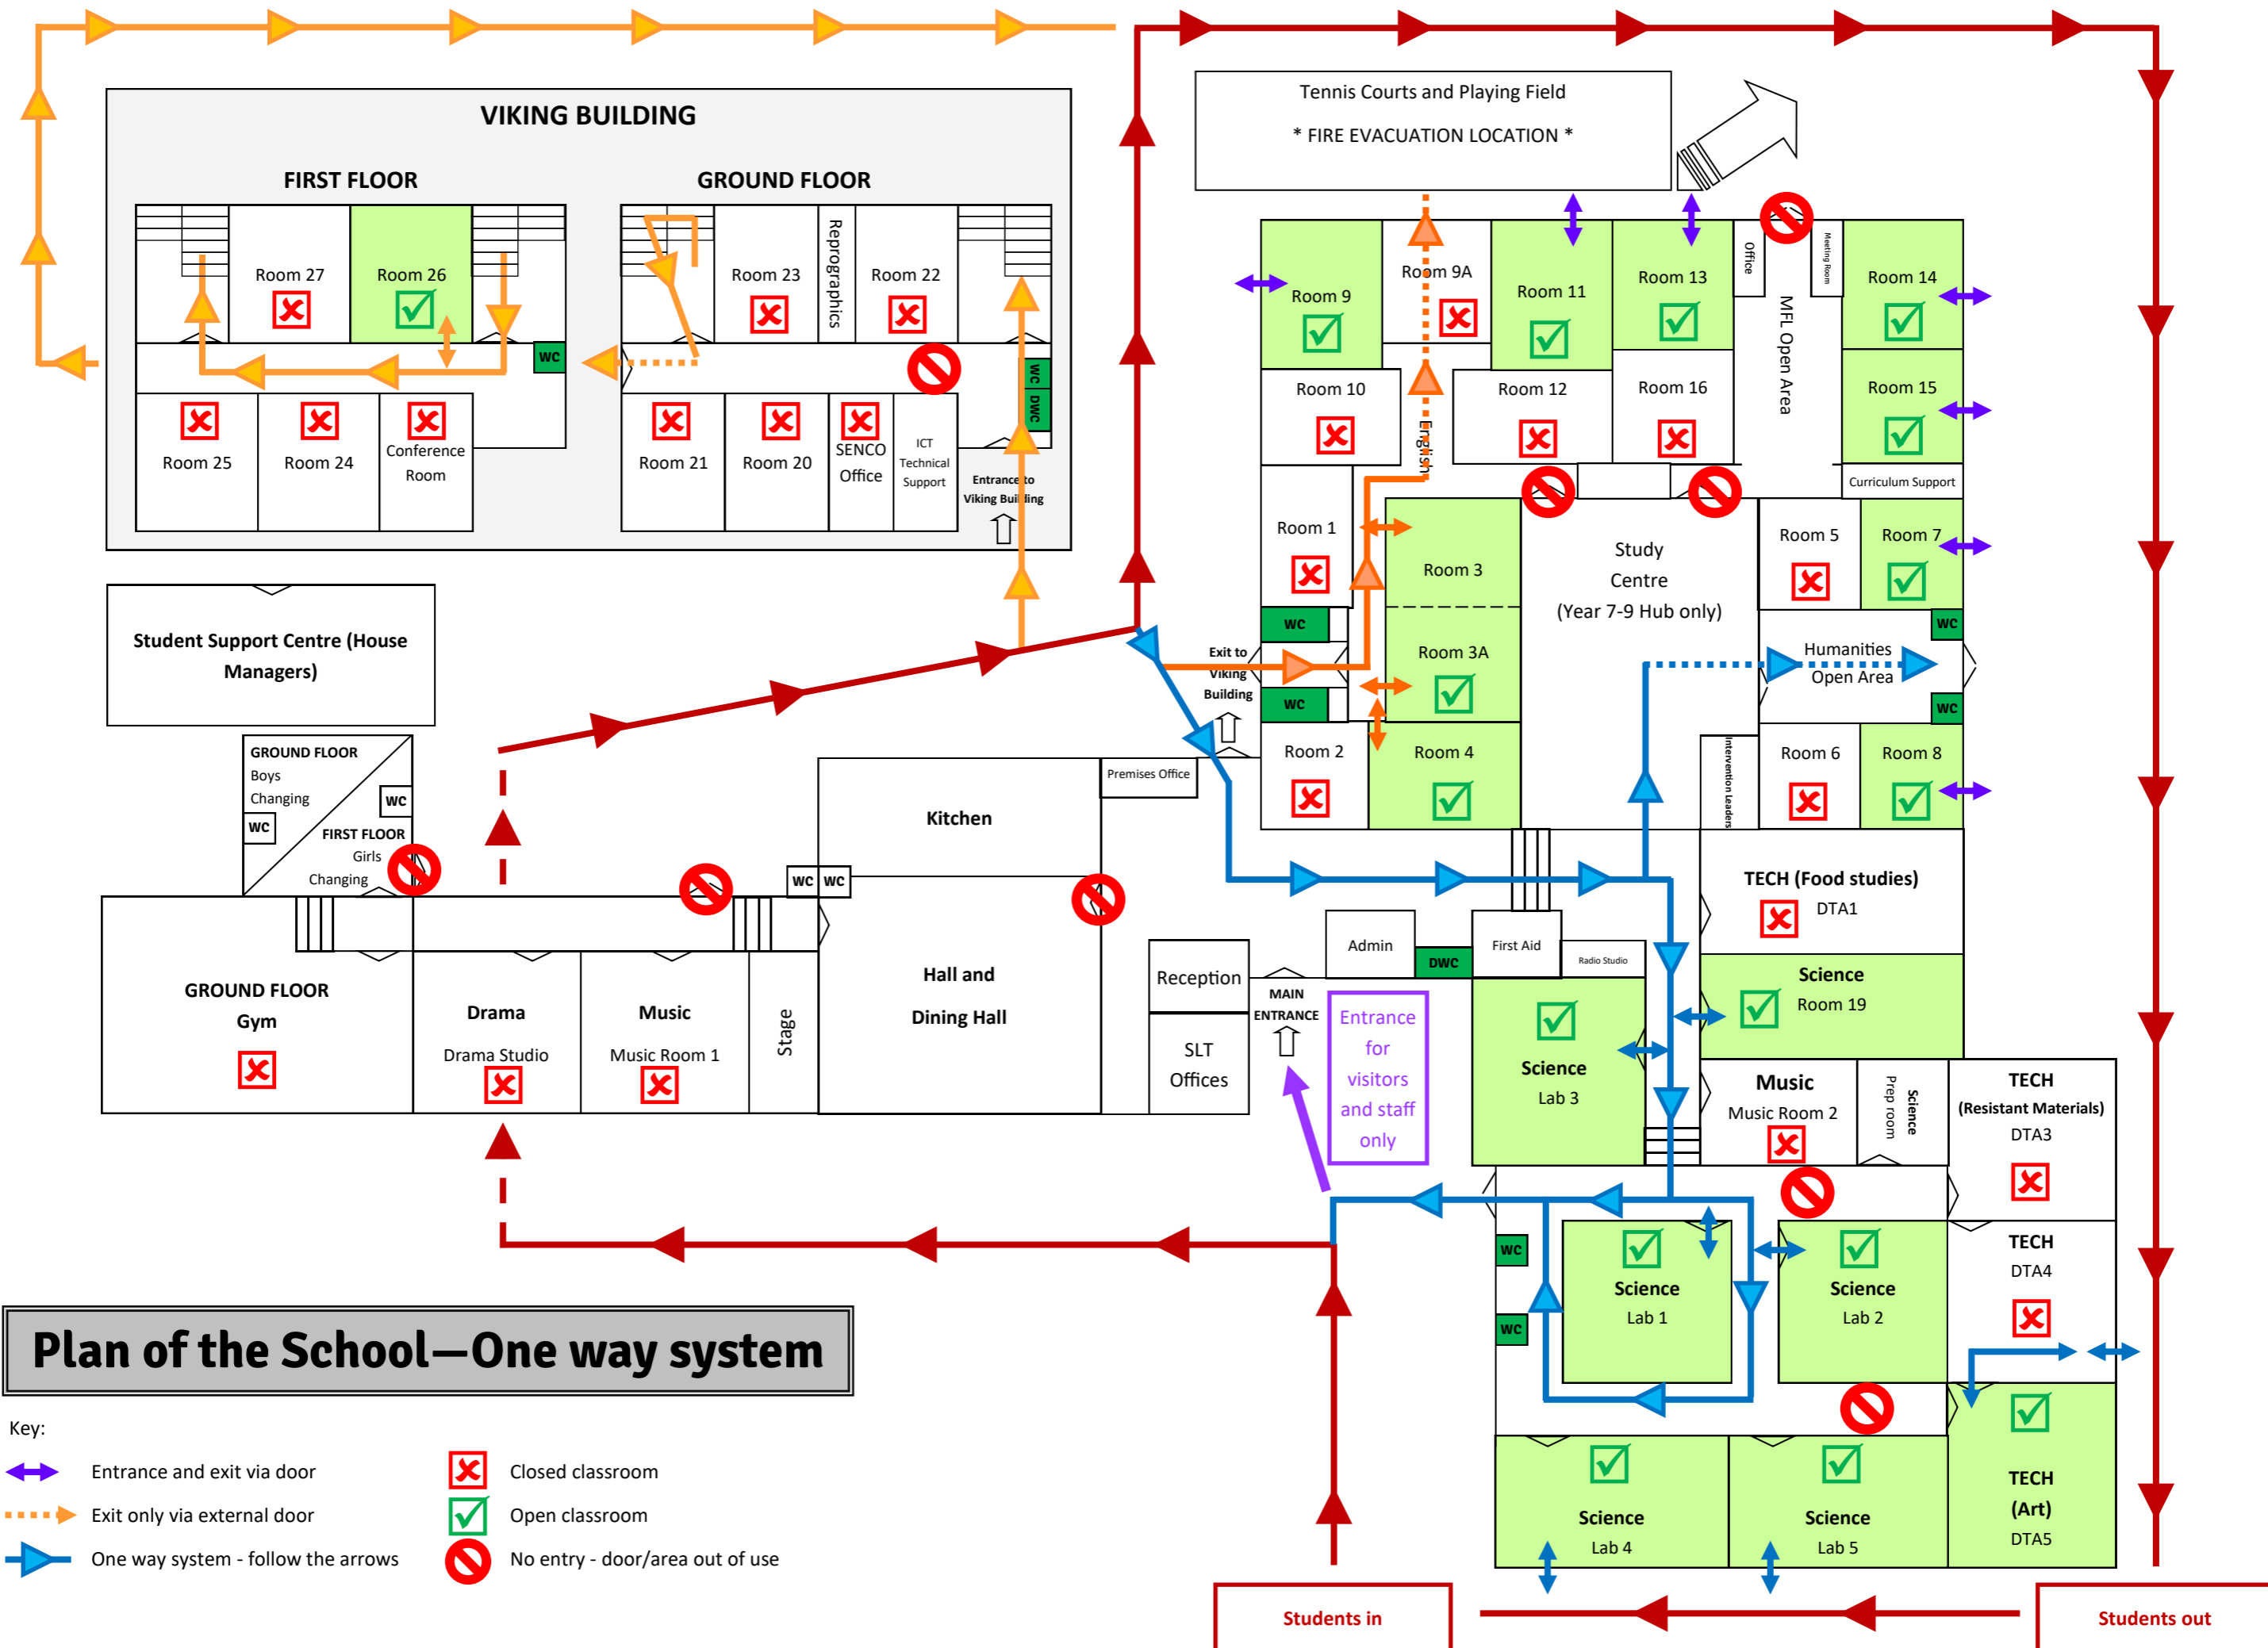 Tennis Courts and Playing Field
* FIRE EVACUATION LOCATION *
VIKING BUILDING
FIRST FLOOR
GROUND FLOOR
Room 27
Room 26
WC
Room 25
Room 24
Conference
Room
Room 23
Reprographics
Room 22
WC
DWC
Room 21
Room 20
SENCO
Office
ICT
Technical
Support
Entrance to
Viking Building
Room 9
Room 9A
Room 11
Room 13
Office
Meeting Room
MFL Open Area
Room 14
Room 10
English
Room 12
Room 16
Room 15
Curriculum Support
Room 1
Room 3
Study
Centre
(Year 7-9 Hub only)
Room 5
Room 7
WC
WC
Exit to
Viking
Building
Room 3A
Humanities
Open Area
WC
WC
Room 2
Room 4
Intervention Leaders
Room 6
Room 8
Student Support Centre (House
Managers)
GROUND FLOOR
Boys
Changing
WC
WC
FIRST FLOOR
Girls
Changing
Kitchen
Premises Office
WC
WC
GROUND FLOOR
Gym
Drama
Drama Studio
Music
Music Room 1
Stage
Hall and
Dining Hall
Reception
SLT
Offices
MAIN
ENTRANCE
Entrance
for
visitors
and staff
only
Admin
DWC
First Aid
Radio Studio
TECH (Food studies)
DTA1
Science
Room 19
Science
Lab 3
Music
Music Room 2
Science
Prep room
TECH
(Resistant Materials)
DTA3
WC
WC
Science
Lab 1
Science
Lab 2
TECH
DTA4
Science
Lab 4
Science
Lab 5
TECH
(Art)
DTA5
Plan of the School—One way system
Key:
Entrance and exit via door
Exit only via external door
One way system - follow the arrows
Closed classroom
Open classroom
No entry - door/area out of use
Students in
Students out